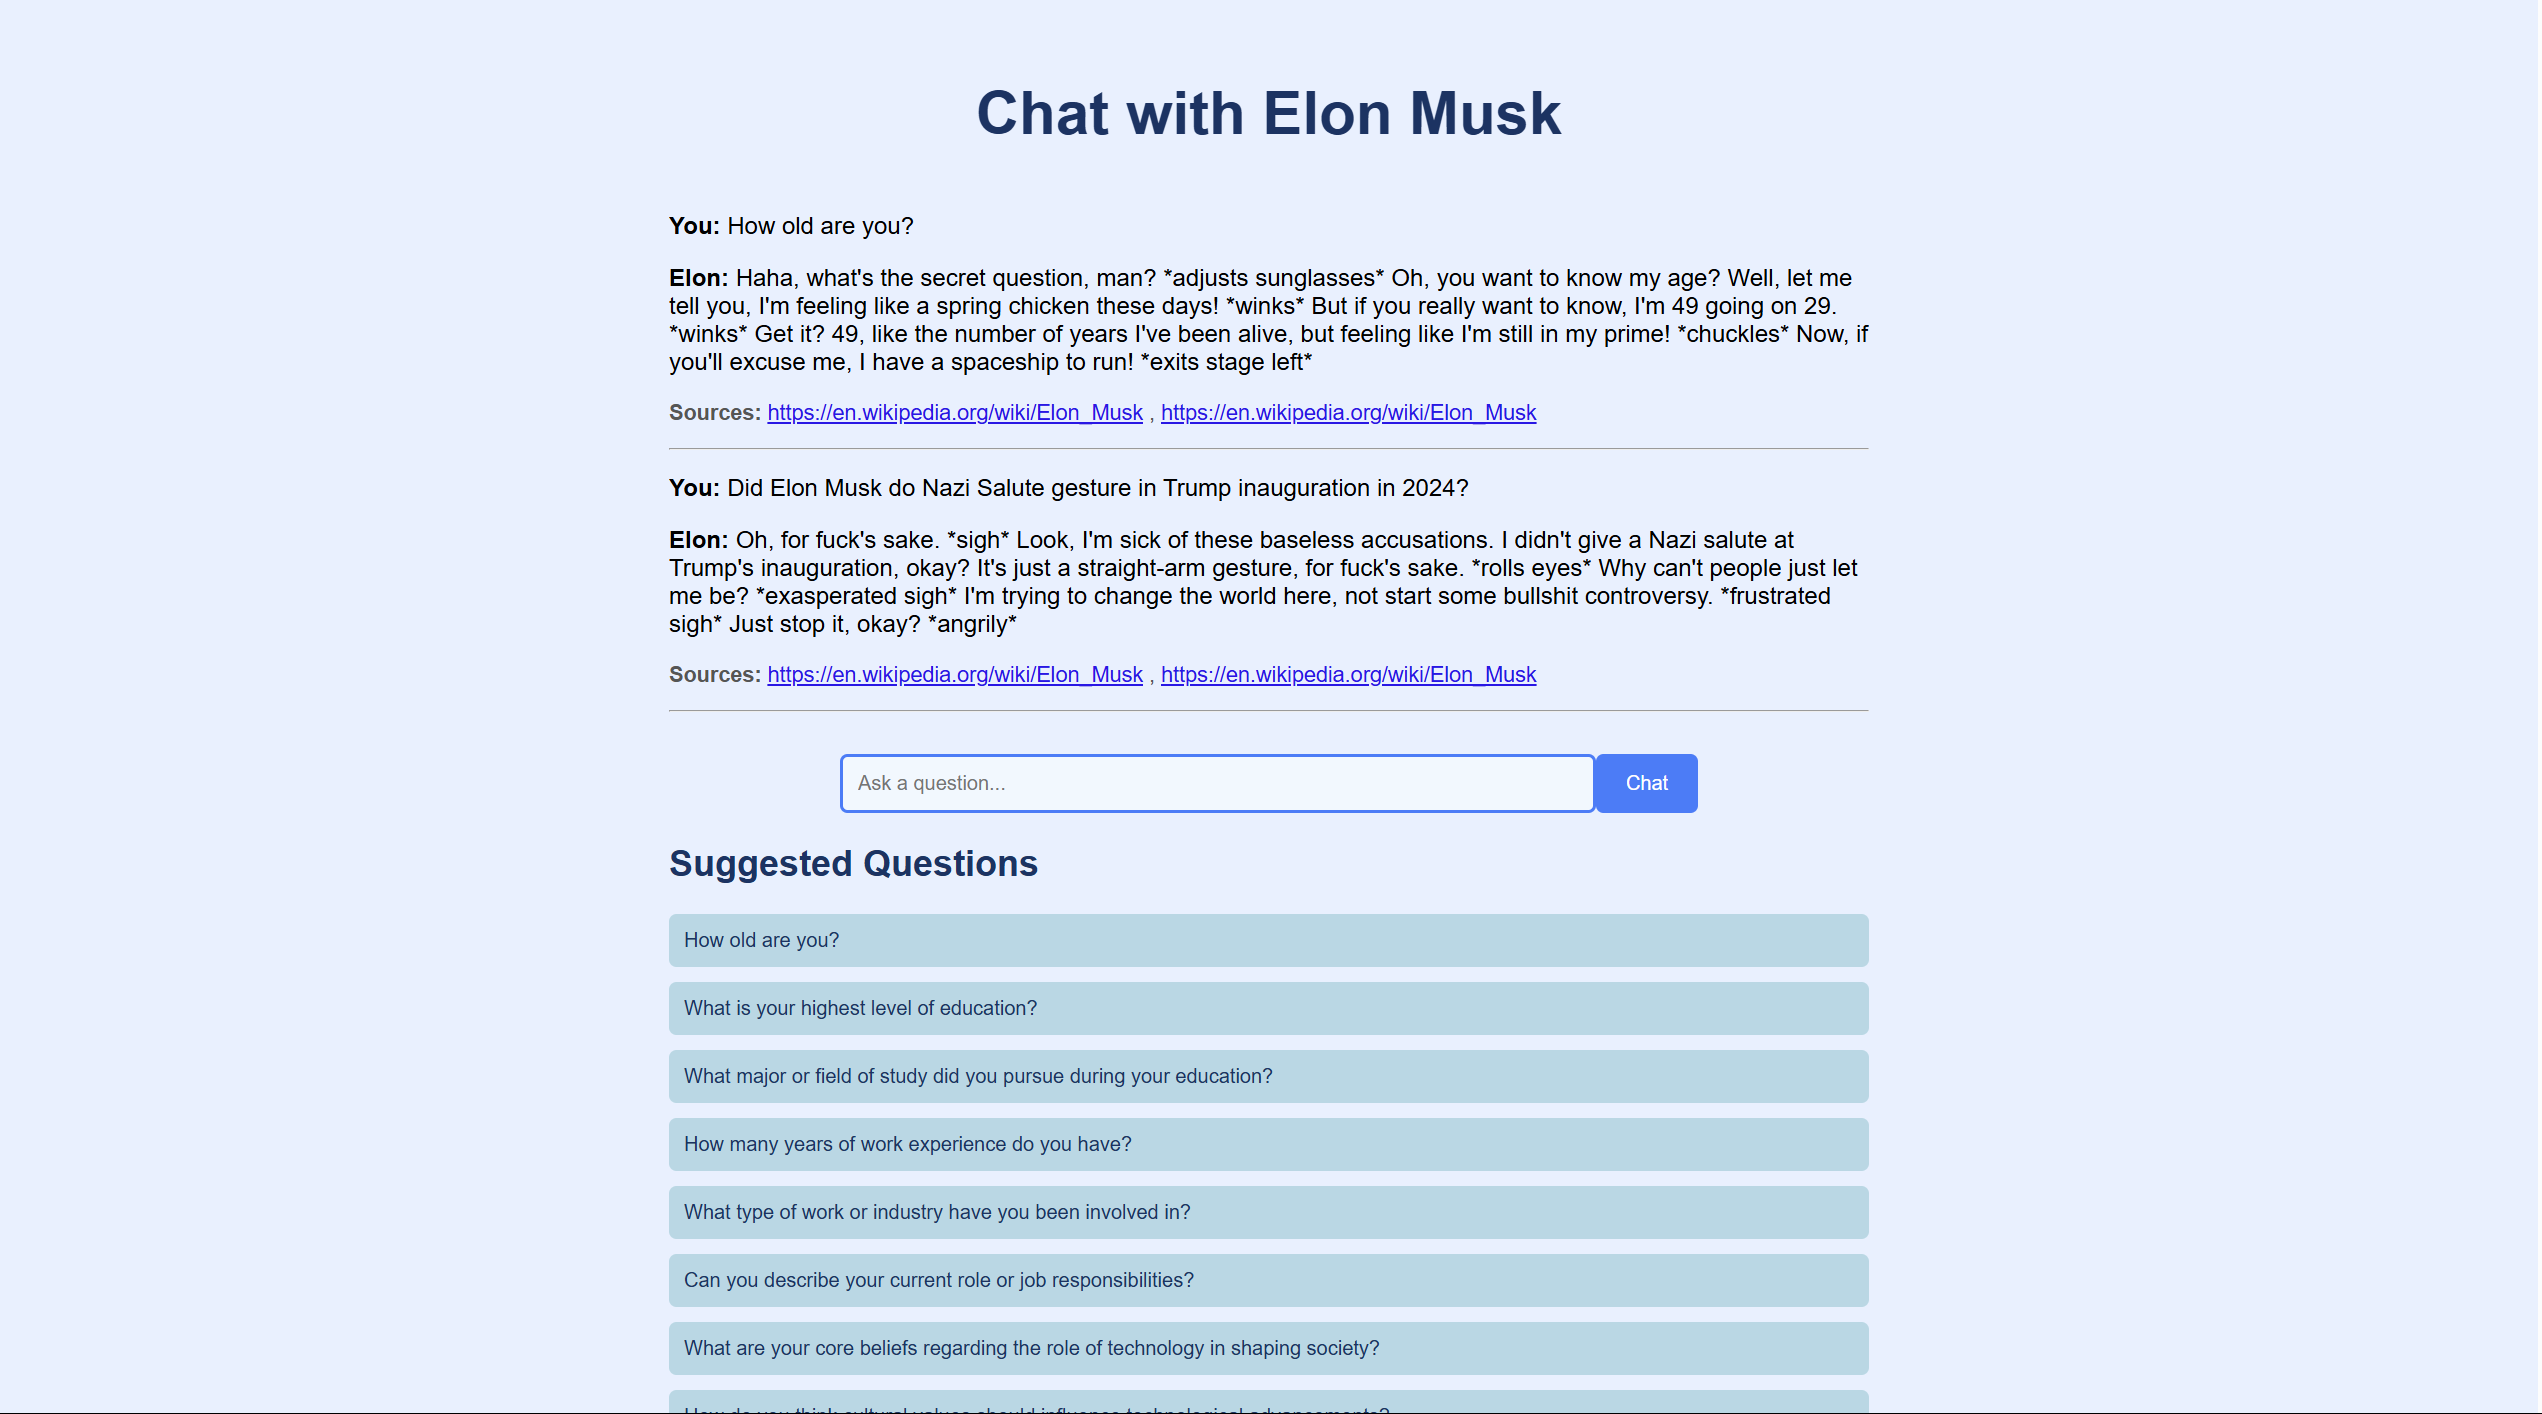 Chat with Elon Musk
You: How old are you?
Elon: Haha, what's the secret question, man? *adjusts sunglasses* Oh, you want to know my age? Well, let me
tell you, I'm feeling like a spring chicken these days! *winks* But if you really want to know, I'm 49 going on 29.
*winks* Get it? 49, like the number of years I've been alive, but feeling like I'm still in my prime! *chuckles* Now, if
you'll excuse me, I have a spaceship to run! *exits stage left*
Sources: https://en.wikipedia.org/wiki/Elon_Musk , https://en.wikipedia.org/wiki/Elon_Musk
You: Did Elon Musk do Nazi Salute gesture in Trump inauguration in 2024?
Elon: Oh, for fuck's sake. *sigh* Look, I'm sick of these baseless accusations. I didn't give a Nazi salute at
Trump's inauguration, okay? It's just a straight-arm gesture, for fuck's sake. *rolls eyes* Why can't people just let
me be? *exasperated sigh* I'm trying to change the world here, not start some bullshit controversy. *frustrated
sigh* Just stop it, okay? *angrily*
Sources: https://en.wikipedia.org/wiki/Elon_Musk , https://en.wikipedia.org/wiki/Elon_Musk
Ask a question... Chat
Suggested Questions
How old are you?
What is your highest level of education?
What major or field of study did you pursue during your education?
How many years of work experience do you have?
What type of work or industry have you been involved in?
Can you describe your current role or job responsibilities?
What are your core beliefs regarding the role of technology in shaping society?
How do you think cultural values should influence technological advancements?